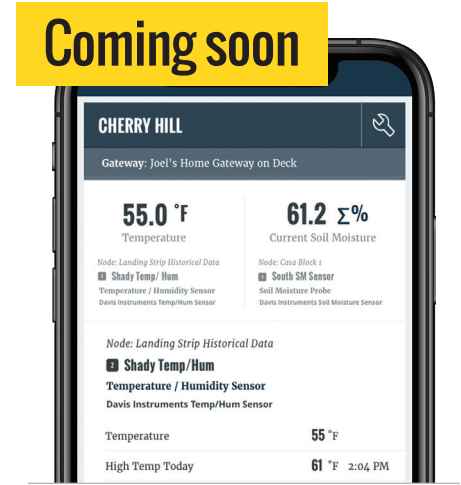 Coming soon
CHERRY HILL
Gateway: Joel's Home Gateway on Deck
55.0 °F
Temperature
61.2 Σ%
Current Soil Moisture
Node: Landing Strip Historical Data
3 Shady Temp/ Hum
Temperature / Humidity Sensor
Davis Instruments Temp/Hum Sensor
Node: Casa Block 1
South SM Sensor
Soil Moisture Probe
Davis Instruments Soil Moisture Sensor
Node: Landing Strip Historical Data
2 Shady Temp/Hum
Temperature / Humidity Sensor
Davis Instruments Temp/Hum Sensor
Temperature 55 °F
High Temp Today 61 °F 2:04 PM